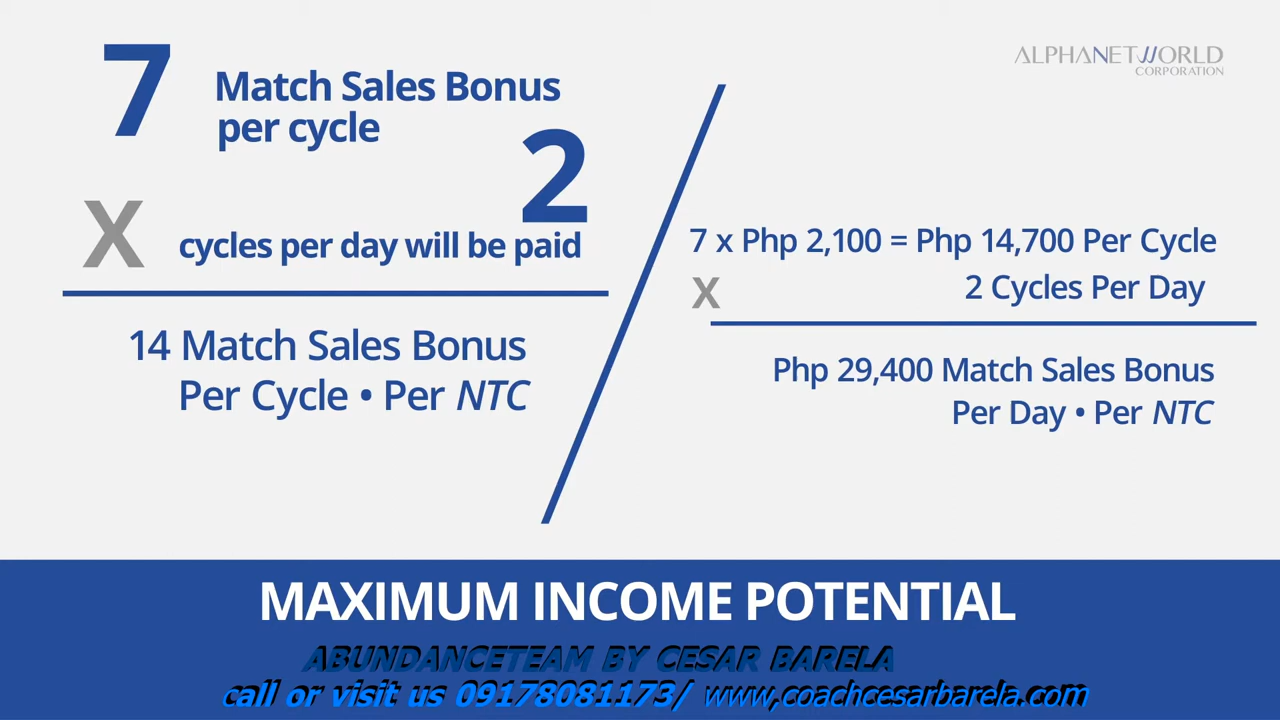 7 Match Sales Bonus
per cycle
X 2
cycles per day will be paid
14 Match Sales Bonus
Per Cycle • Per NTC
ALPHANETWORLD
CORPORATION
7 x Php 2,100 = Php 14,700 Per Cycle
X 2 Cycles Per Day
Php 29,400 Match Sales Bonus
Per Day • Per NTC
MAXIMUM INCOME POTENTIAL
ABUNDANCETEAM BY CESAR BARELA
call or visit us 09178081173/ www.coachcesarbarela.com